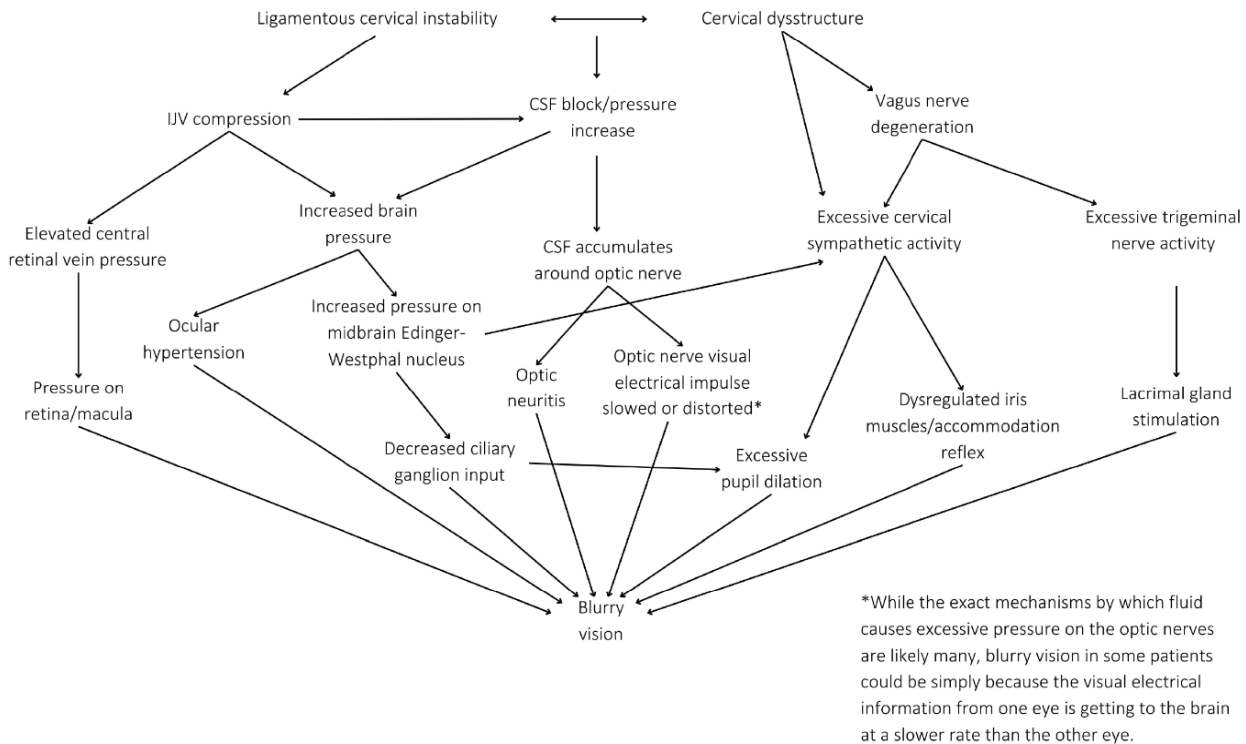 Ligamentous cervical instability
Cervical dysstructure
IJV compression
CSF block/pressure
increase
Vagus nerve
degeneration
Elevated central
retinal vein pressure
Increased brain
pressure
CSF accumulates
around optic nerve
Excessive cervical
sympathetic activity
Excessive trigeminal
nerve activity
Ocular
hypertension
Increased pressure on
midbrain Edinger-
Westphal nucleus
Optic
neuritis
Optic nerve visual
electrical impulse
slowed or distorted*
Pressure on
retina/macula
Decreased ciliary
ganglion input
Excessive
pupil dilation
Dysregulated iris
muscles/accommodation
reflex
Lacrimal gland
stimulation
Blurry
vision
*While the exact mechanisms by which fluid
causes excessive pressure on the optic nerves
are likely many, blurry vision in some patients
could be simply because the visual electrical
information from one eye is getting to the brain
at a slower rate than the other eye.